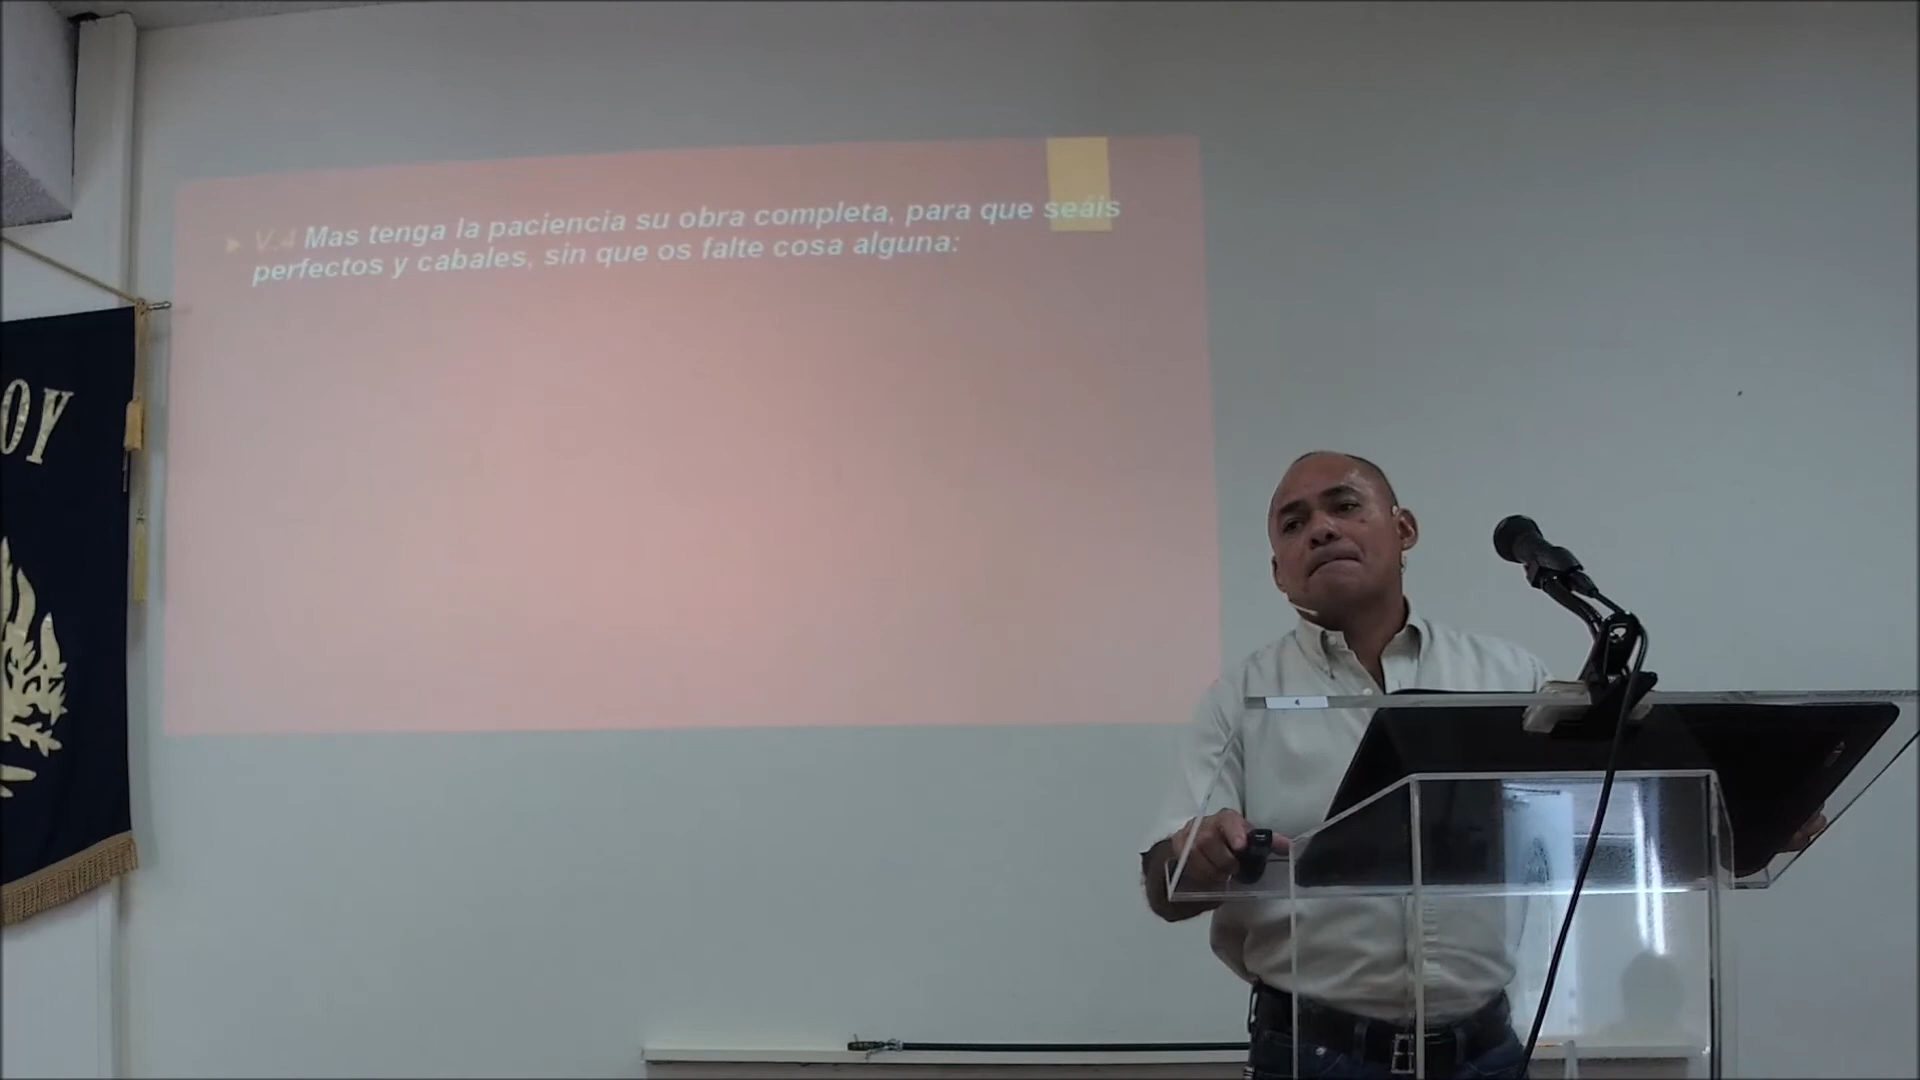 V.4 Mas tenga la paciencia su obra completa, para que seáis
perfectos y cabales, sin que os falte cosa alguna:
OY